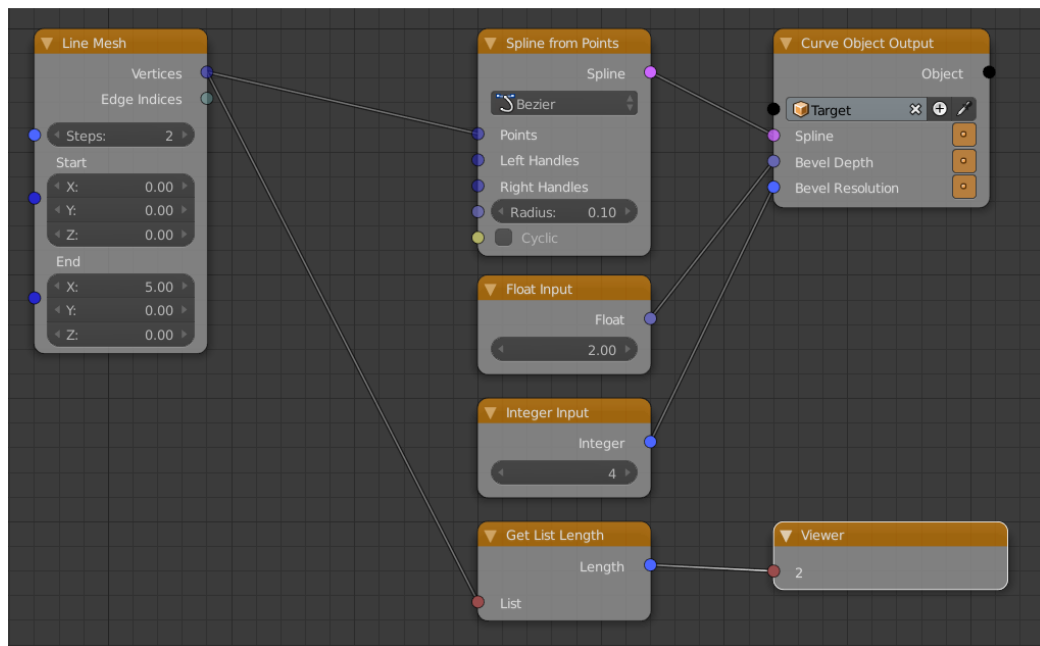 Line Mesh
Vertices
Edge Indices
Steps: 2
Start
X: 0.00
Y: 0.00
Z: 0.00
End
X: 5.00
Y: 0.00
Z: 0.00
Spline from Points
Spline
Bezier
Points
Left Handles
Right Handles
Radius: 0.10
Cyclic
Float Input
Float
2.00
Integer Input
Integer
4
Get List Length
Length
List
Curve Object Output
Object
Target
Spline
Bevel Depth
Bevel Resolution
Viewer
2